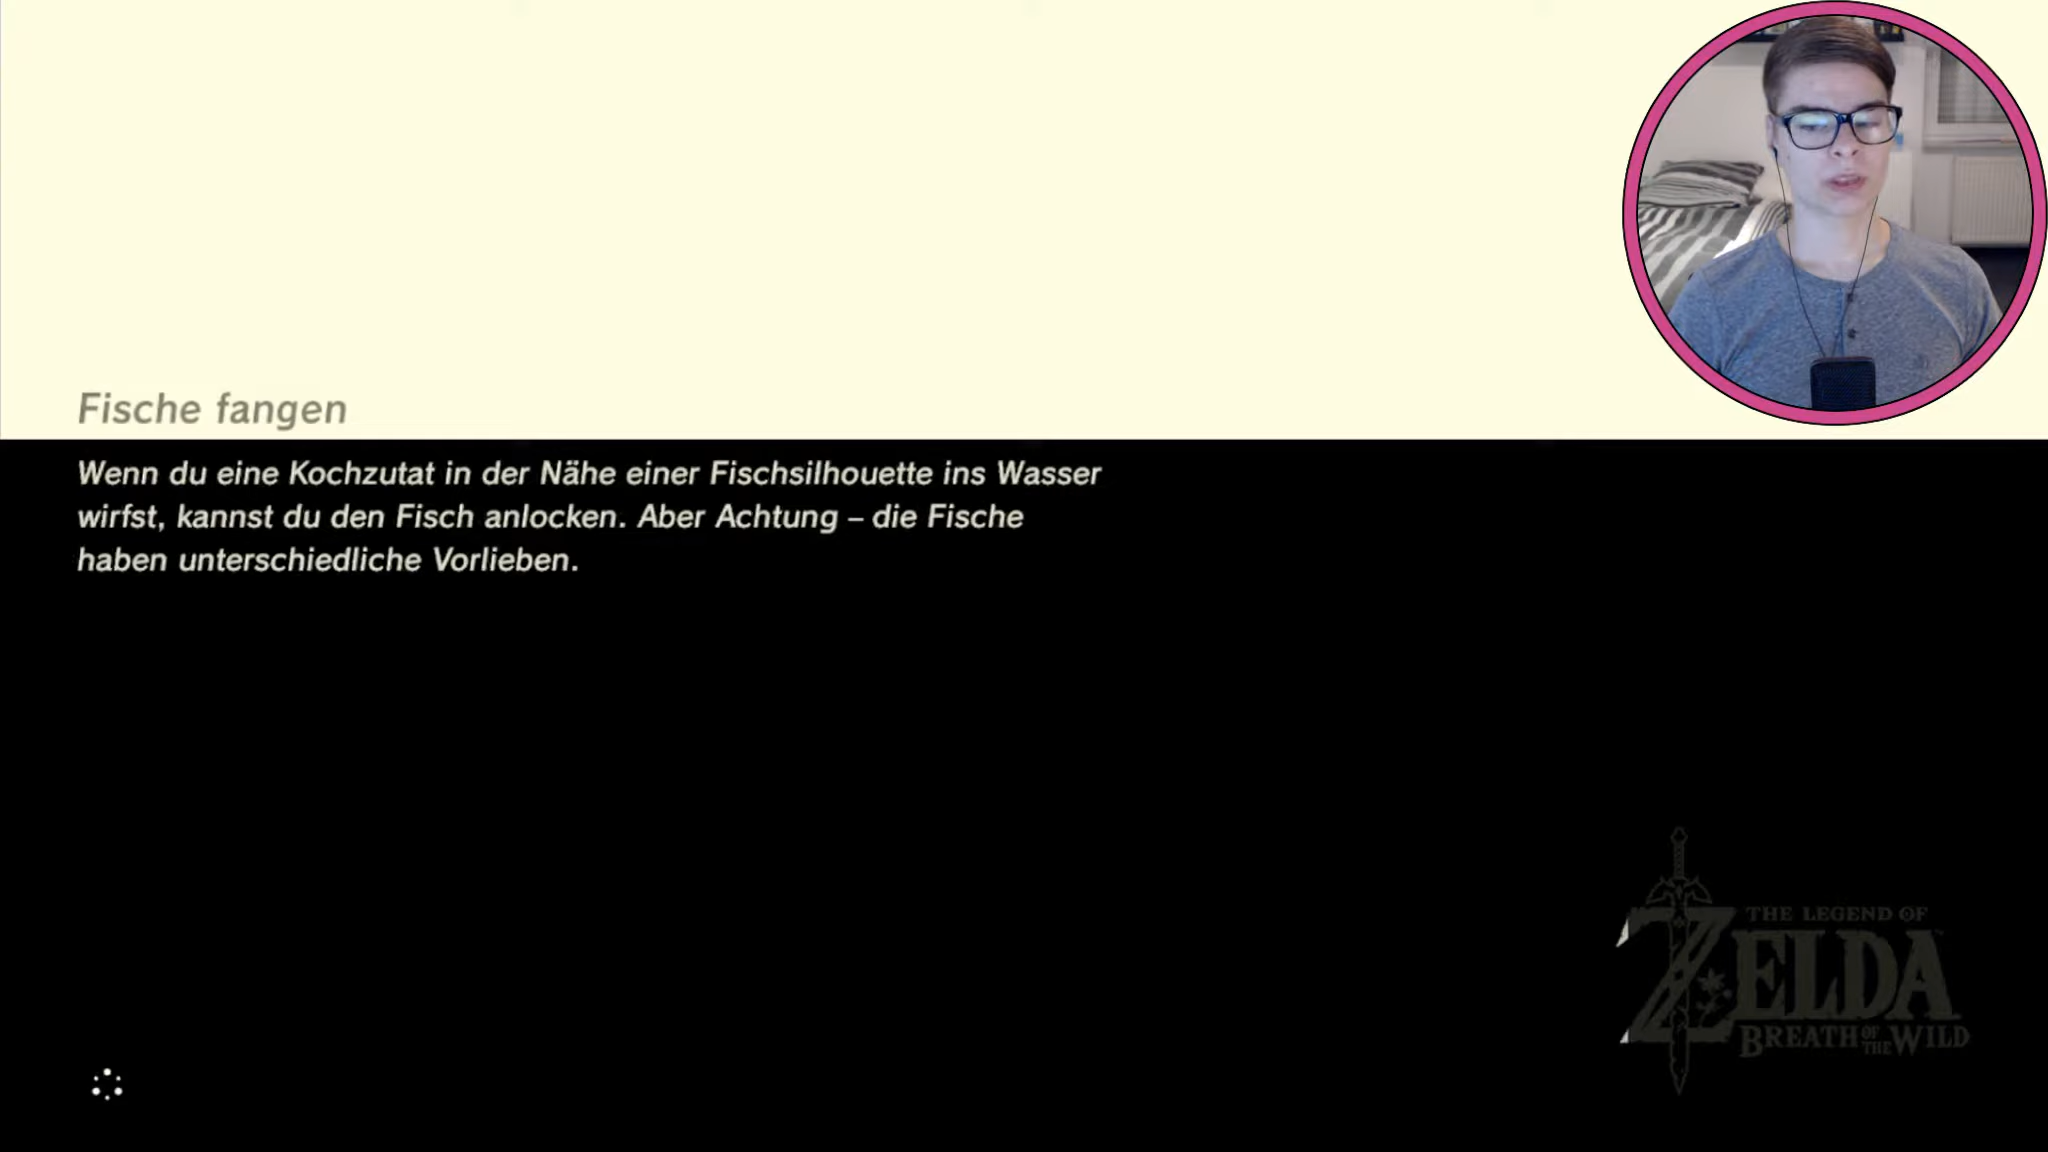 Fische fangen
Wenn du eine Kochzutat in der Nähe einer Fischsilhouette ins Wasser
wirfst, kannst du den Fisch anlocken. Aber Achtung – die Fische
haben unterschiedliche Vorlieben.
THE LEGEND OF
ZELDA
BREATH OF THE WILD